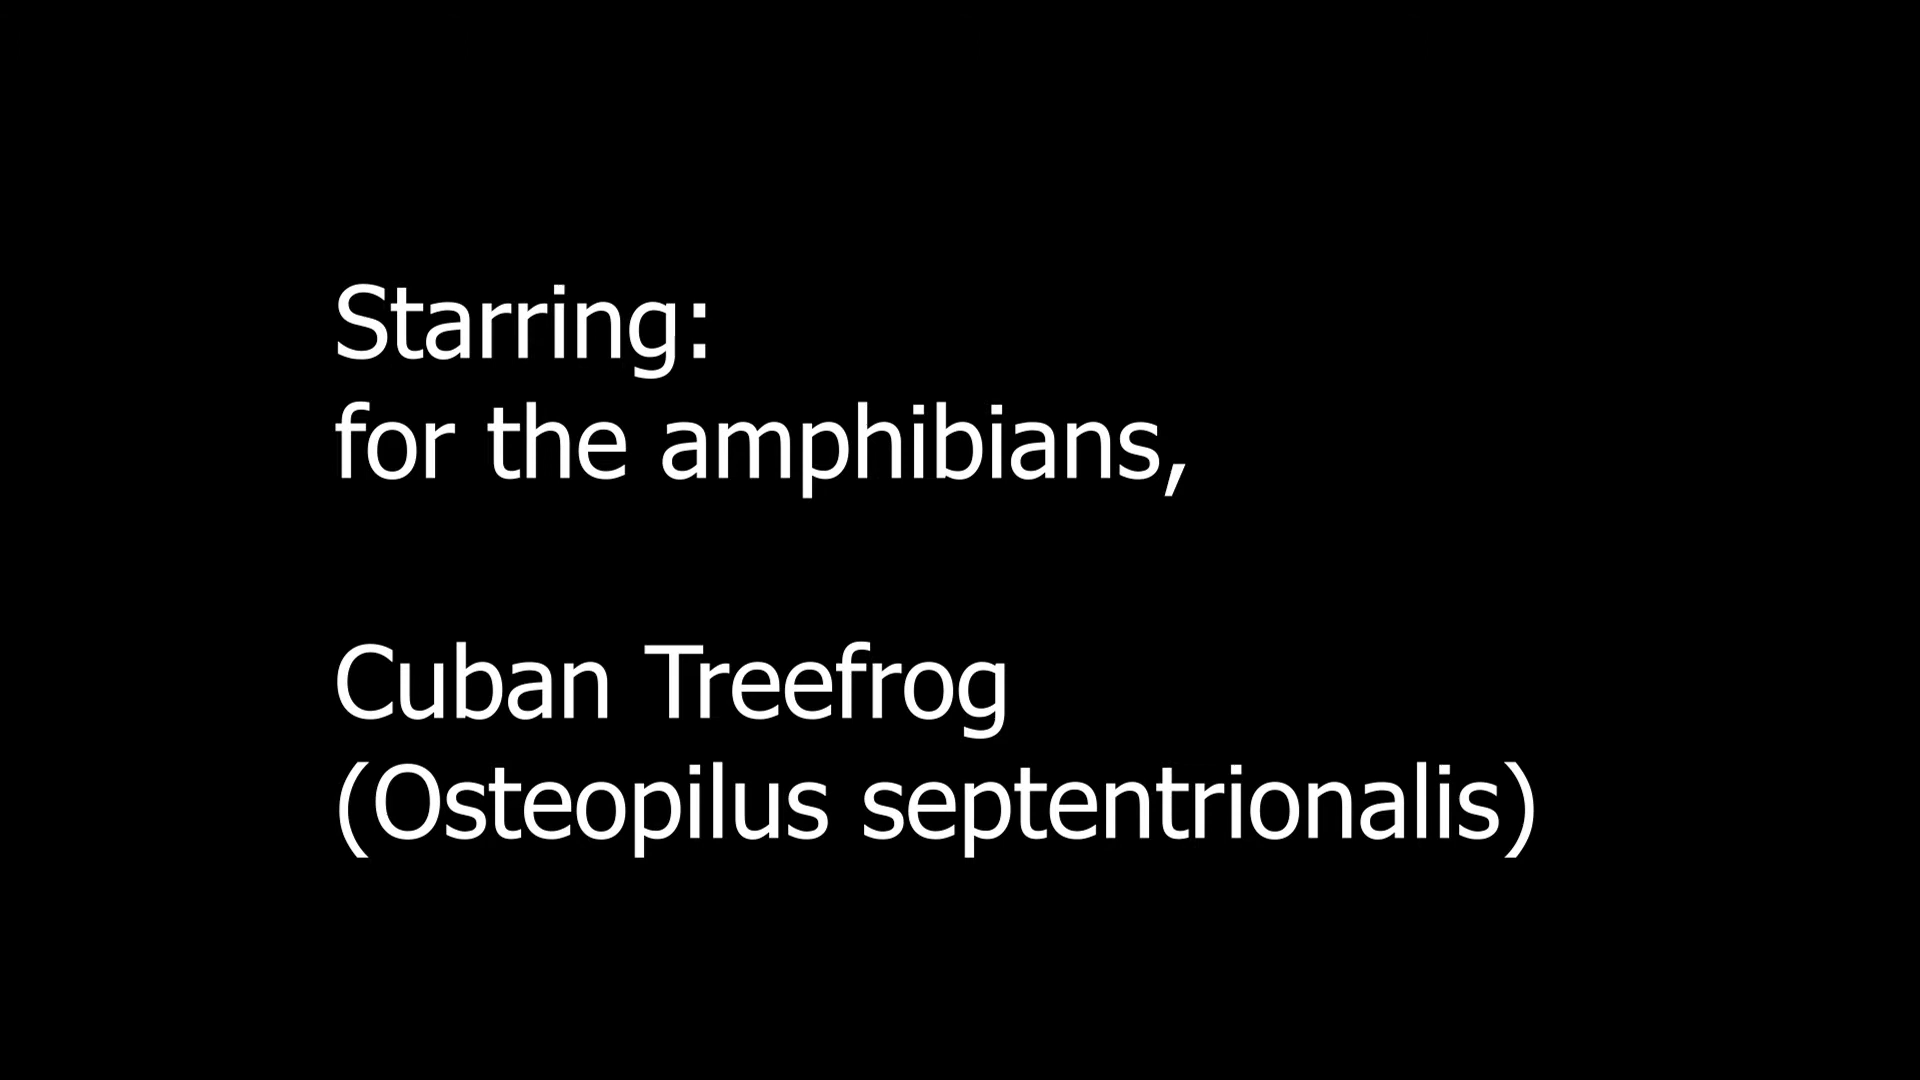 Starring:
for the amphibians,
Cuban Treefrog
(Osteopilus septentrionalis)